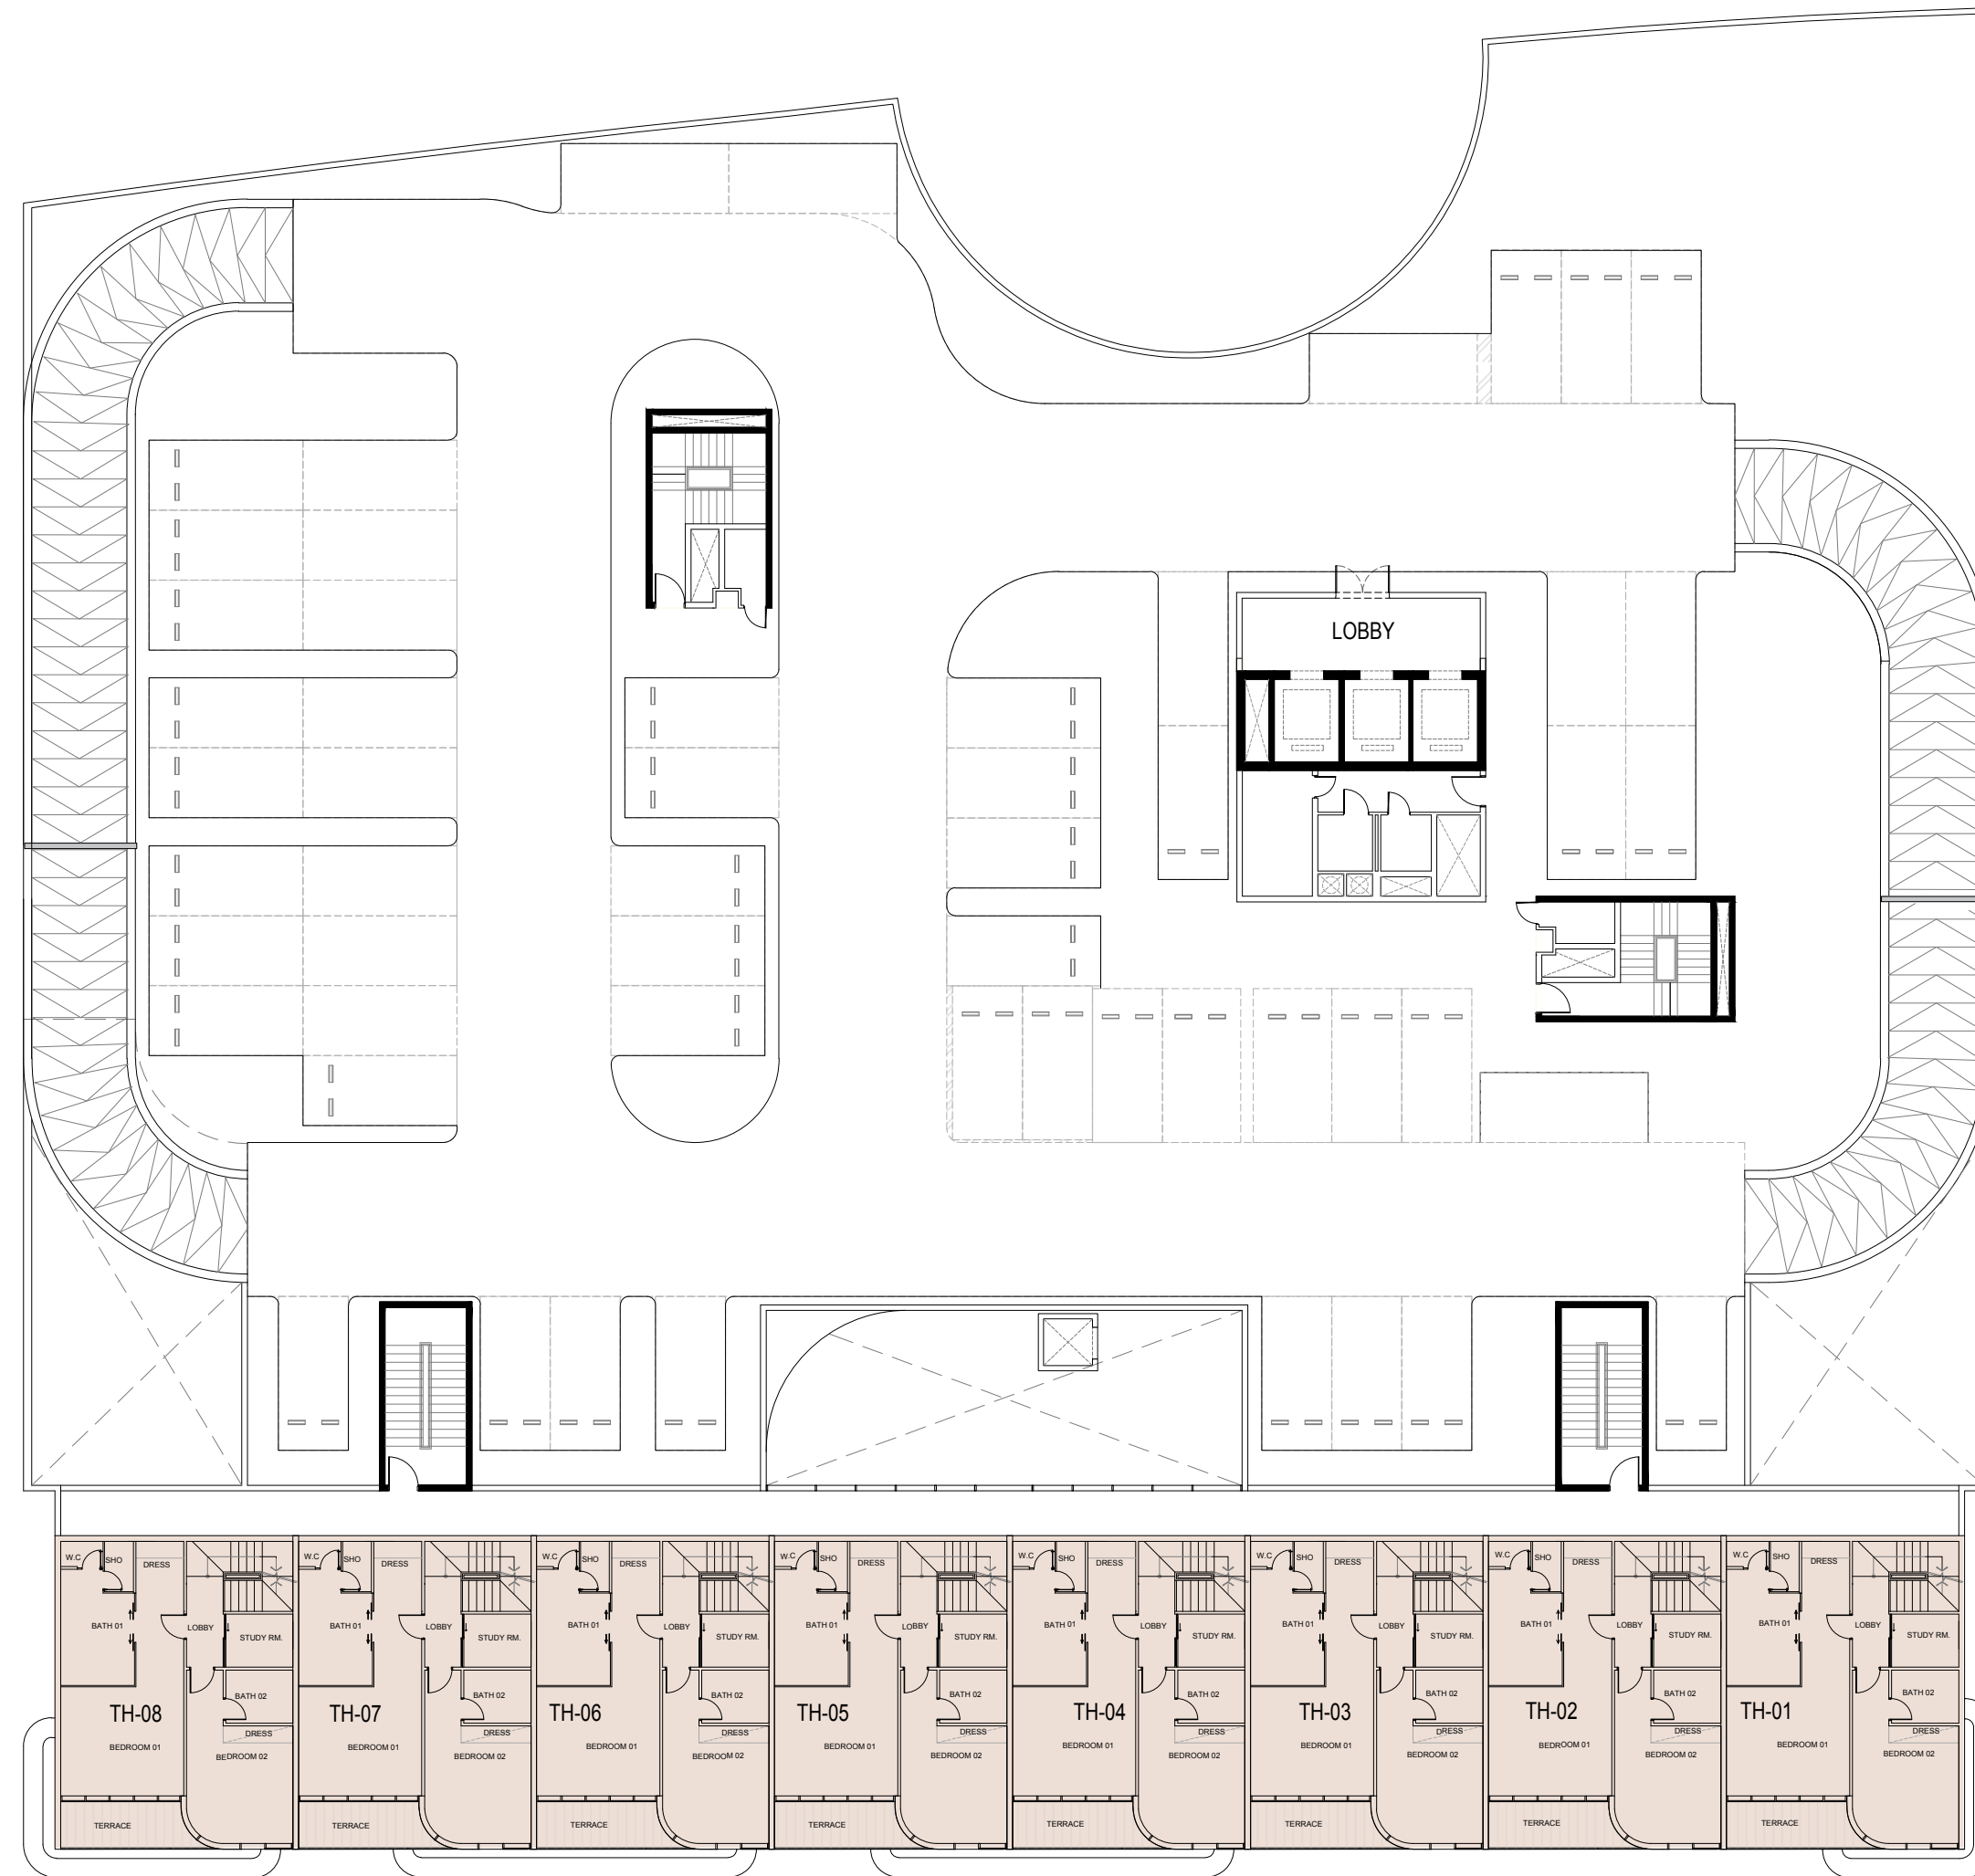 LOBBY
W.C SHO DRESS W.C SHO DRESS W.C SHO DRESS W.C SHO DRESS W.C SHO DRESS W.C SHO DRESS W.C SHO DRESS W.C SHO DRESS
BATH 01 LOBBY STUDY RM. BATH 01 LOBBY STUDY RM. BATH 01 LOBBY STUDY RM. BATH 01 LOBBY STUDY RM. BATH 01 LOBBY STUDY RM. BATH 01 LOBBY STUDY RM. BATH 01 LOBBY STUDY RM. BATH 01 LOBBY STUDY RM.
BATH 02 BATH 02 BATH 02 BATH 02 BATH 02 BATH 02 BATH 02 BATH 02
TH-08 TH-07 TH-06 TH-05 TH-04 TH-03 TH-02 TH-01
DRESS DRESS DRESS DRESS DRESS DRESS DRESS DRESS
BEDROOM 01 BEDROOM 02 BEDROOM 01 BEDROOM 02 BEDROOM 01 BEDROOM 02 BEDROOM 01 BEDROOM 02 BEDROOM 01 BEDROOM 02 BEDROOM 01 BEDROOM 02 BEDROOM 01 BEDROOM 02 BEDROOM 01 BEDROOM 02
TERRACE TERRACE TERRACE TERRACE TERRACE TERRACE TERRACE TERRACE